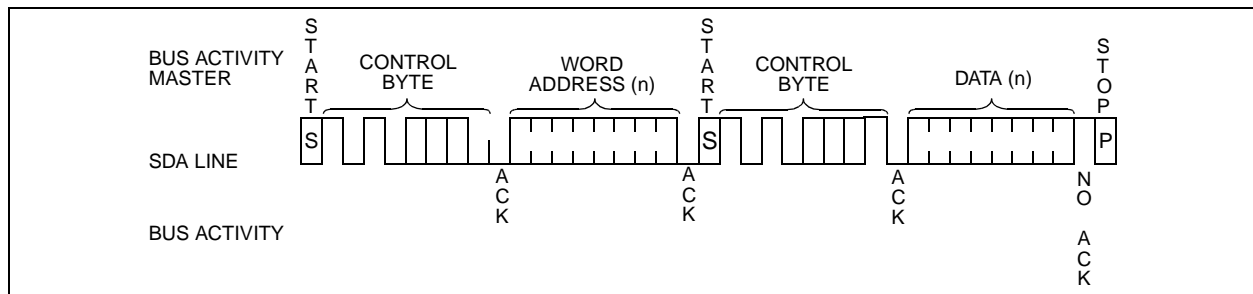 BUS ACTIVITY
MASTER
START
CONTROL
BYTE
WORD
ADDRESS (n)
START
CONTROL
BYTE
DATA (n)
STOP
SDA LINE
S
S
P
ACK
ACK
ACK
NO ACK
BUS ACTIVITY